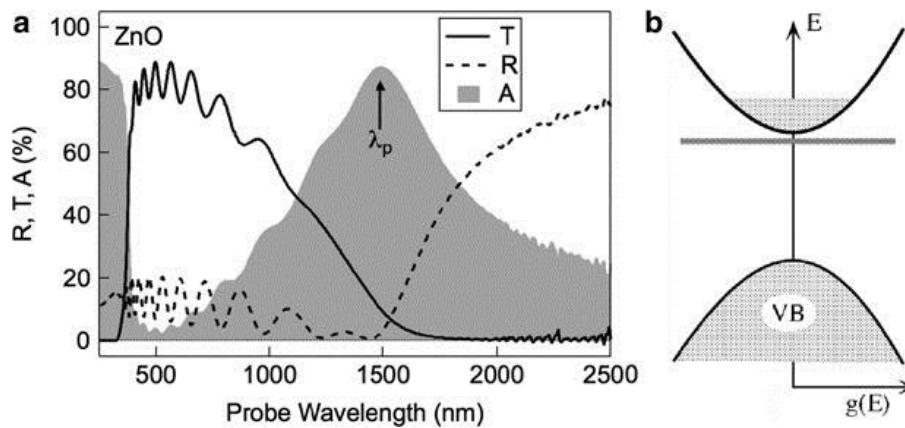 a
b
ZnO
T
R
A
λp
R, T, A (%)
100
80
60
40
20
0
500
1000
1500
2000
2500
Probe Wavelength (nm)
E
VB
g(E)